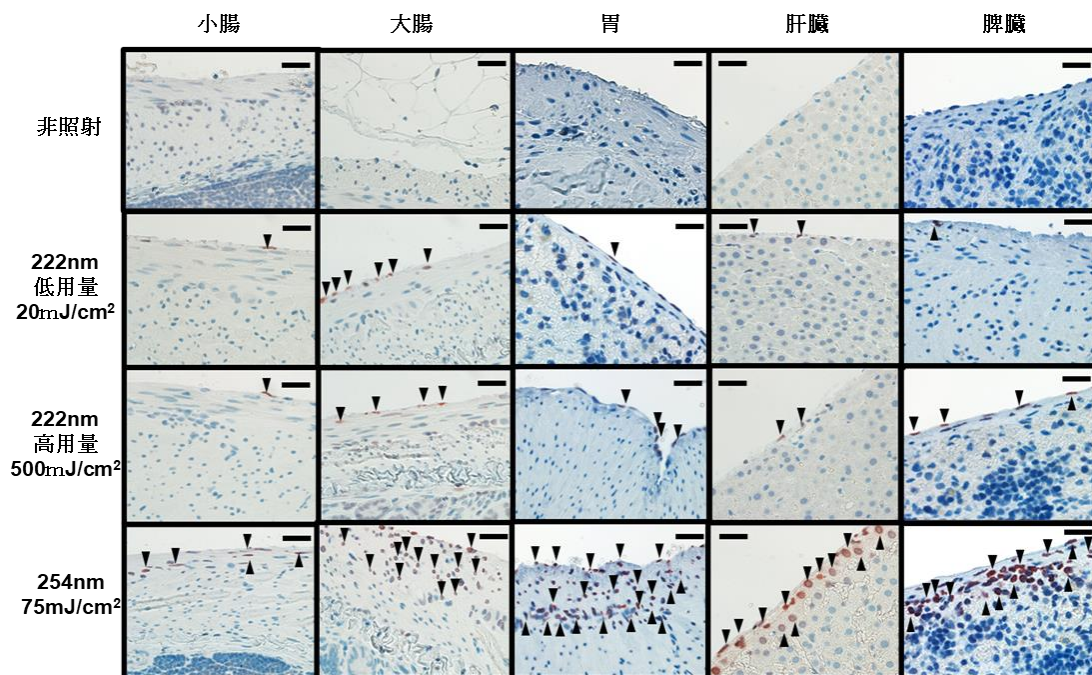 小腸 大腸 胃 肝臓 脾臓
非照射
222nm
低用量
20mJ/cm²
222nm
高用量
500mJ/cm²
254nm
75mJ/cm²